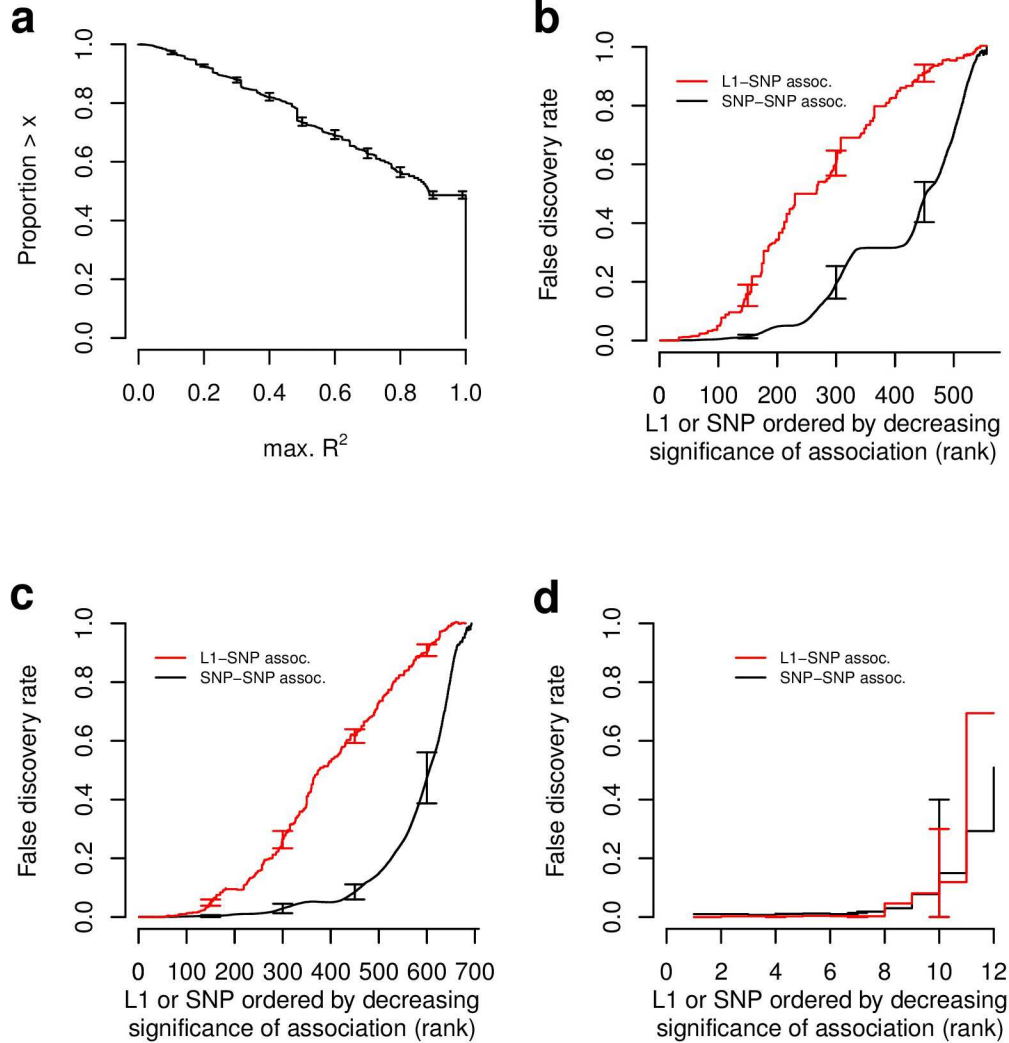 a
Proportion > x
0.0 0.2 0.4 0.6 0.8 1.0
0.0 0.2 0.4 0.6 0.8 1.0
max. R²
b
False discovery rate
0.0 0.2 0.4 0.6 0.8 1.0
L1−SNP assoc.
SNP−SNP assoc.
0 100 200 300 400 500
L1 or SNP ordered by decreasing
significance of association (rank)
c
False discovery rate
0.0 0.2 0.4 0.6 0.8 1.0
L1−SNP assoc.
SNP−SNP assoc.
0 100 200 300 400 500 600 700
L1 or SNP ordered by decreasing
significance of association (rank)
d
False discovery rate
0.0 0.2 0.4 0.6 0.8 1.0
L1−SNP assoc.
SNP−SNP assoc.
0 2 4 6 8 10 12
L1 or SNP ordered by decreasing
significance of association (rank)